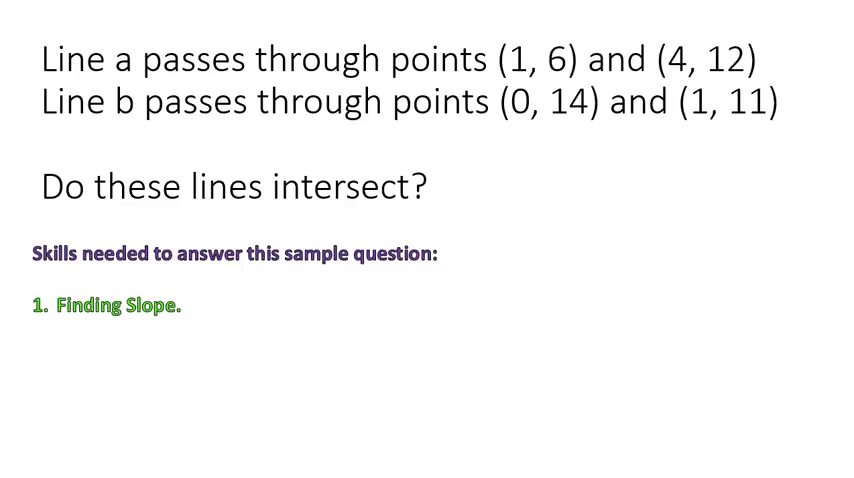 Line a passes through points (1, 6) and (4, 12)
Line b passes through points (0, 14) and (1, 11)
Do these lines intersect?
Skills needed to answer this sample question:
1. Finding Slope.